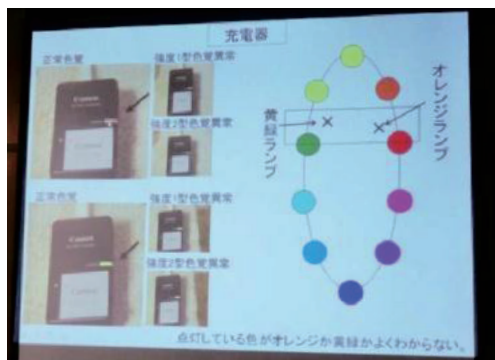 充電器
正常色覚
強度1型色覚異常
強度2型色覚異常
Canon
正常色覚
強度1型色覚異常
強度2型色覚異常
Canon
黄緑ランプ
オレンジランプ
点灯している色がオレンジか黄緑かよくわからない。